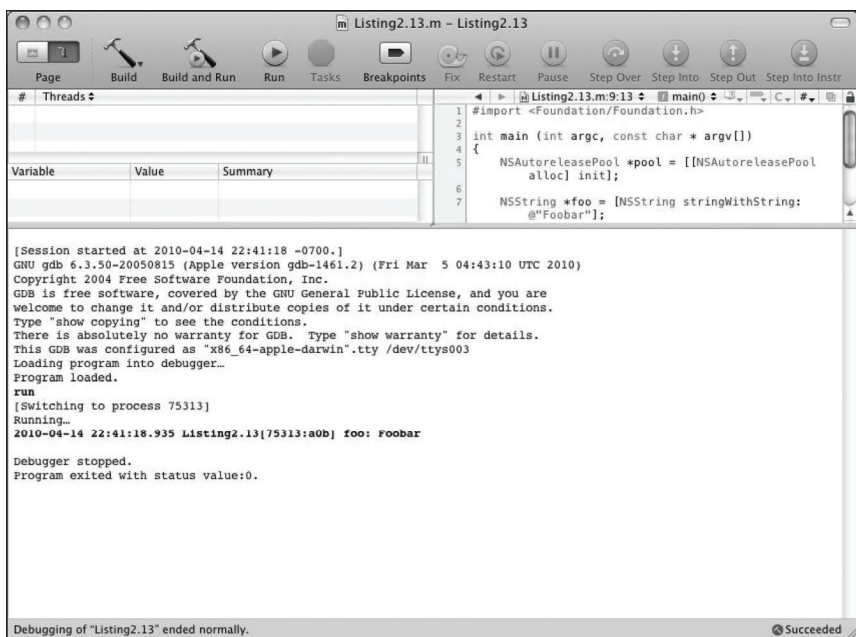 Listing2.13.m – Listing2.13
Page Build Build and Run Run Tasks Breakpoints Fix Restart Pause Step Over Step Into Step Out Step Into Instr
# Threads
Listing2.13.m:9:13 main() C #
1 #import <Foundation/Foundation.h>
2
3 int main (int argc, const char * argv[])
4 {
5 NSAutoreleasePool *pool = [[NSAutoreleasePool
alloc] init];
6
7 NSString *foo = [NSString stringWithString:
@"Foobar"];
Variable Value Summary
[Session started at 2010-04-14 22:41:18 -0700.]
GNU gdb 6.3.50-20050815 (Apple version gdb-1461.2) (Fri Mar 5 04:43:10 UTC 2010)
Copyright 2004 Free Software Foundation, Inc.
GDB is free software, covered by the GNU General Public License, and you are
welcome to change it and/or distribute copies of it under certain conditions.
Type "show copying" to see the conditions.
There is absolutely no warranty for GDB. Type "show warranty" for details.
This GDB was configured as "x86_64-apple-darwin".tty /dev/ttys003
Loading program into debugger…
Program loaded.
run
[Switching to process 75313]
Running…
2010-04-14 22:41:18.935 Listing2.13[75313:a0b] foo: Foobar
Debugger stopped.
Program exited with status value:0.
Debugging of "Listing2.13" ended normally.
Succeeded